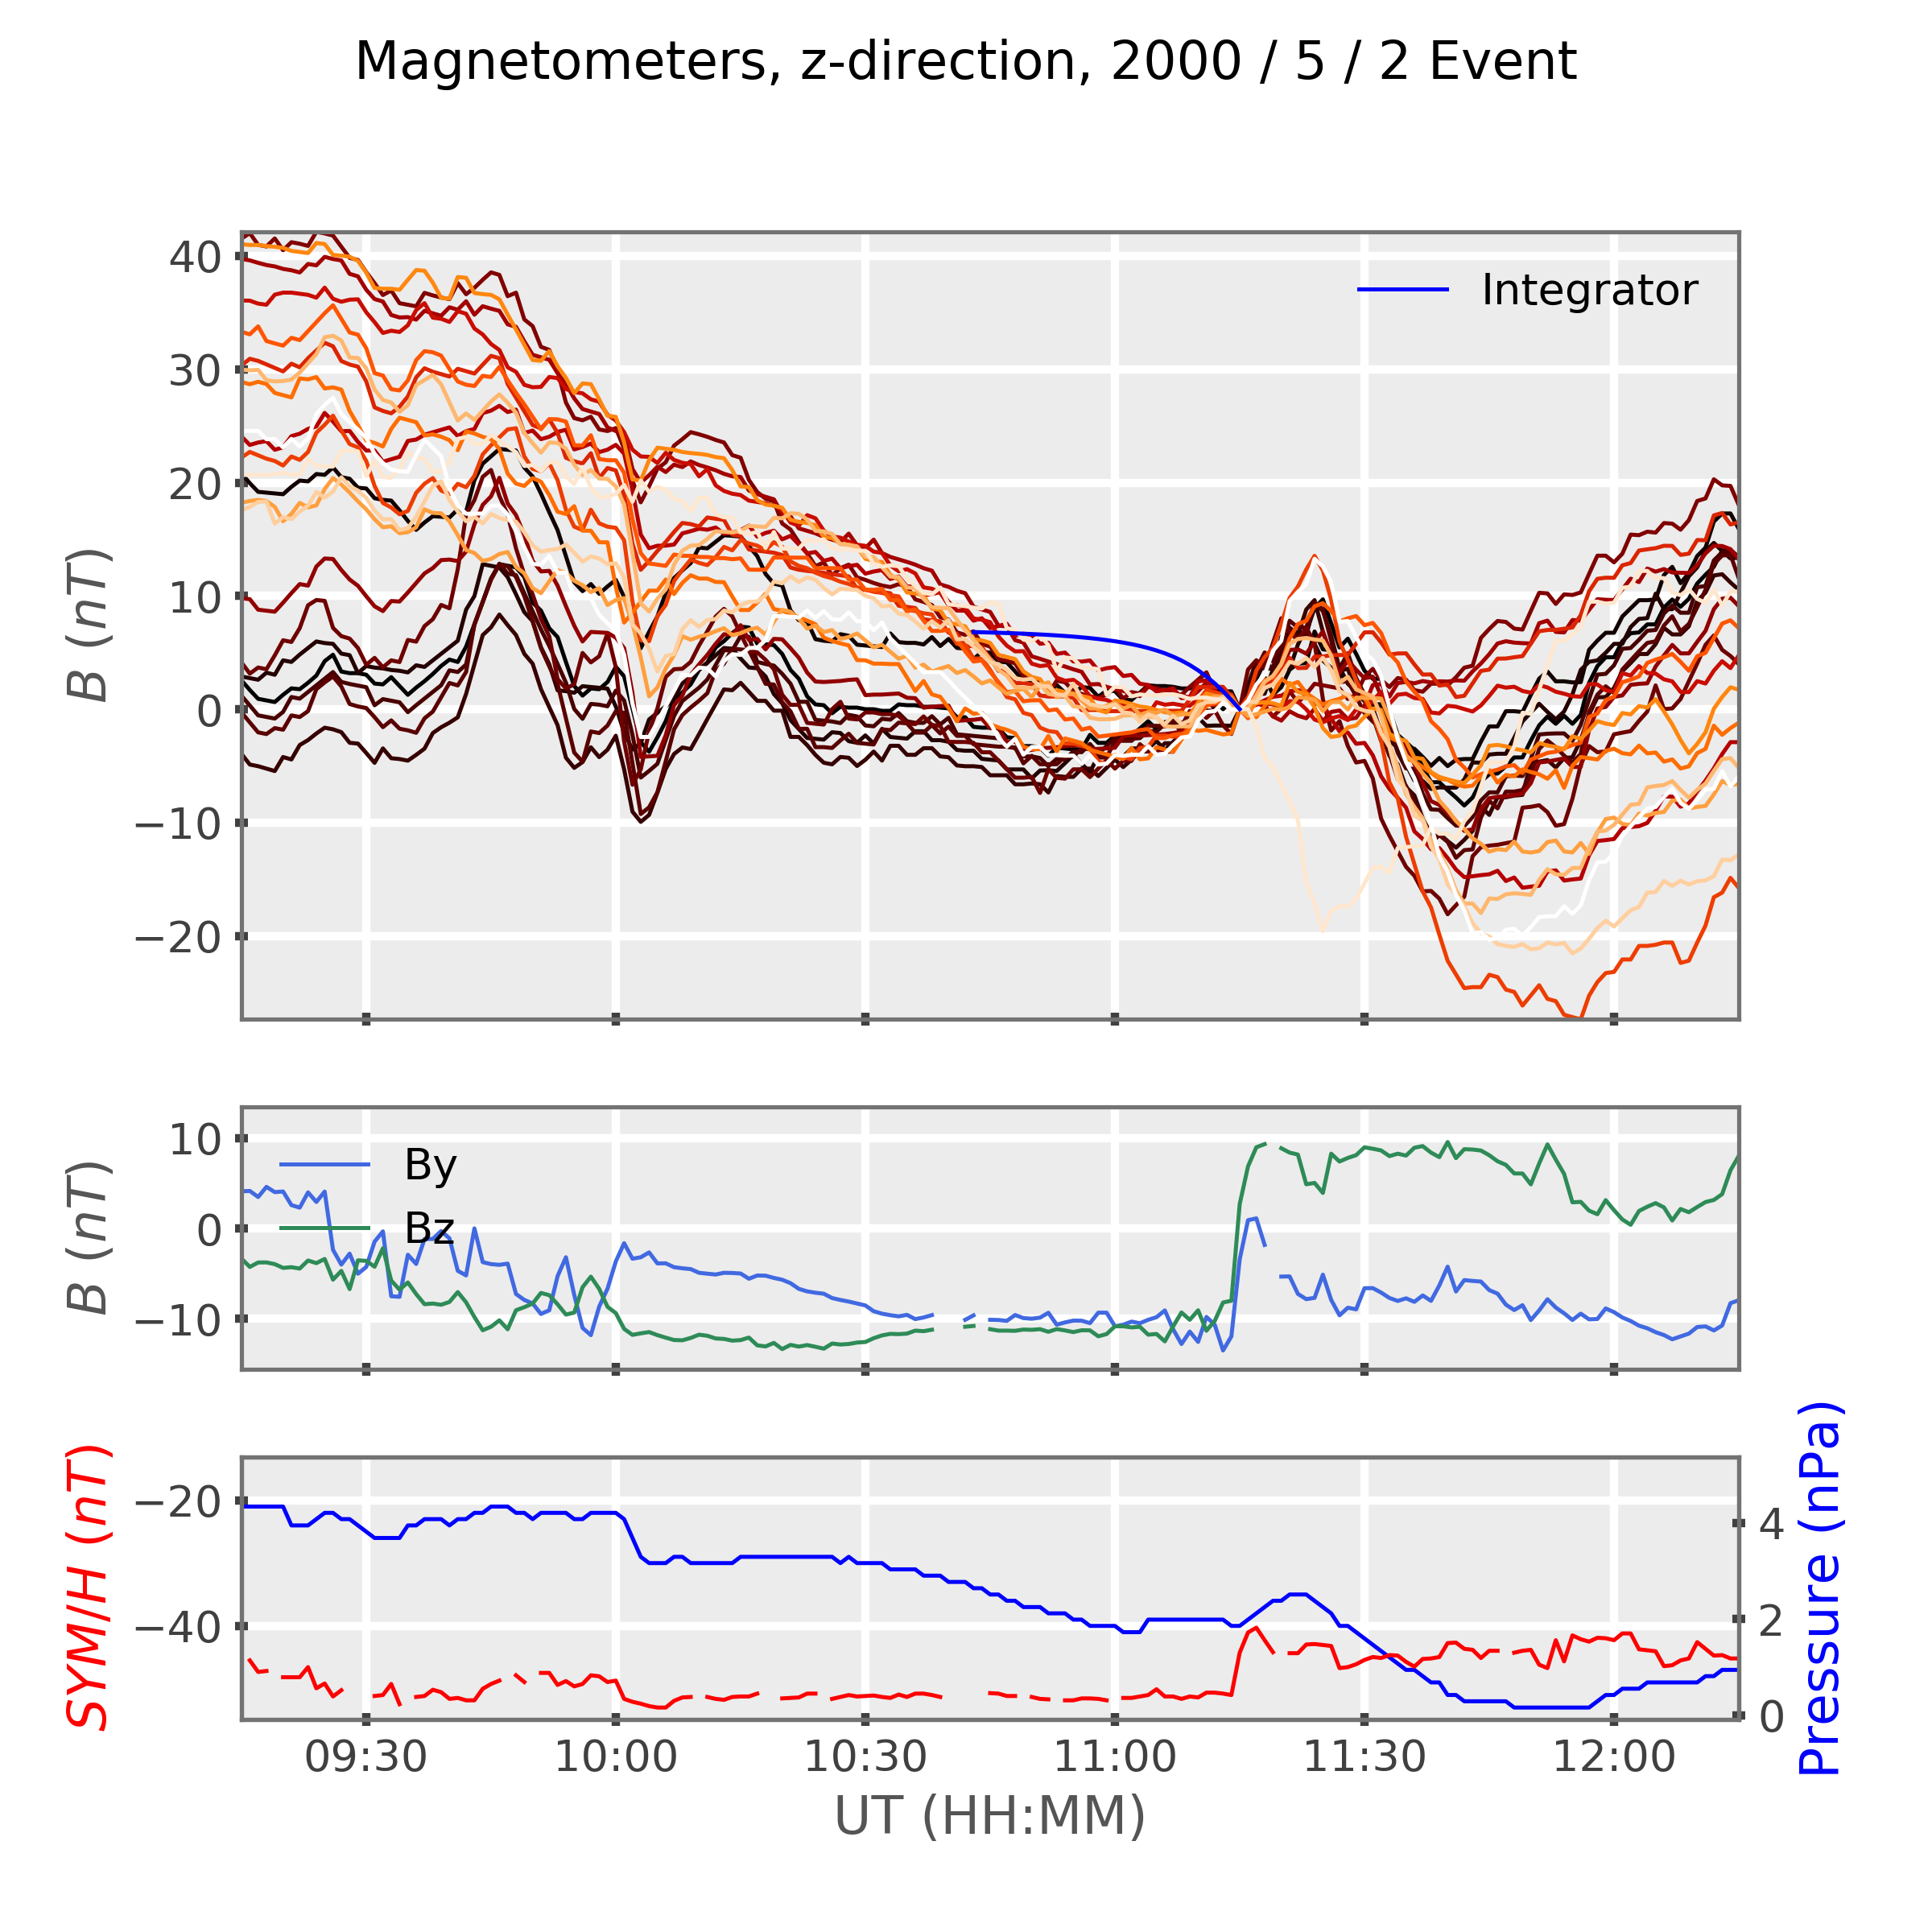 Magnetometers, z-direction, 2000 / 5 / 2 Event
40
30
20
10
0
−10
−20
B (nT)
Integrator
10
0
−10
B (nT)
By
Bz
−20
−40
SYM/H (nT)
4
2
0
Pressure (nPa)
09:30 10:00 10:30 11:00 11:30 12:00
UT (HH:MM)